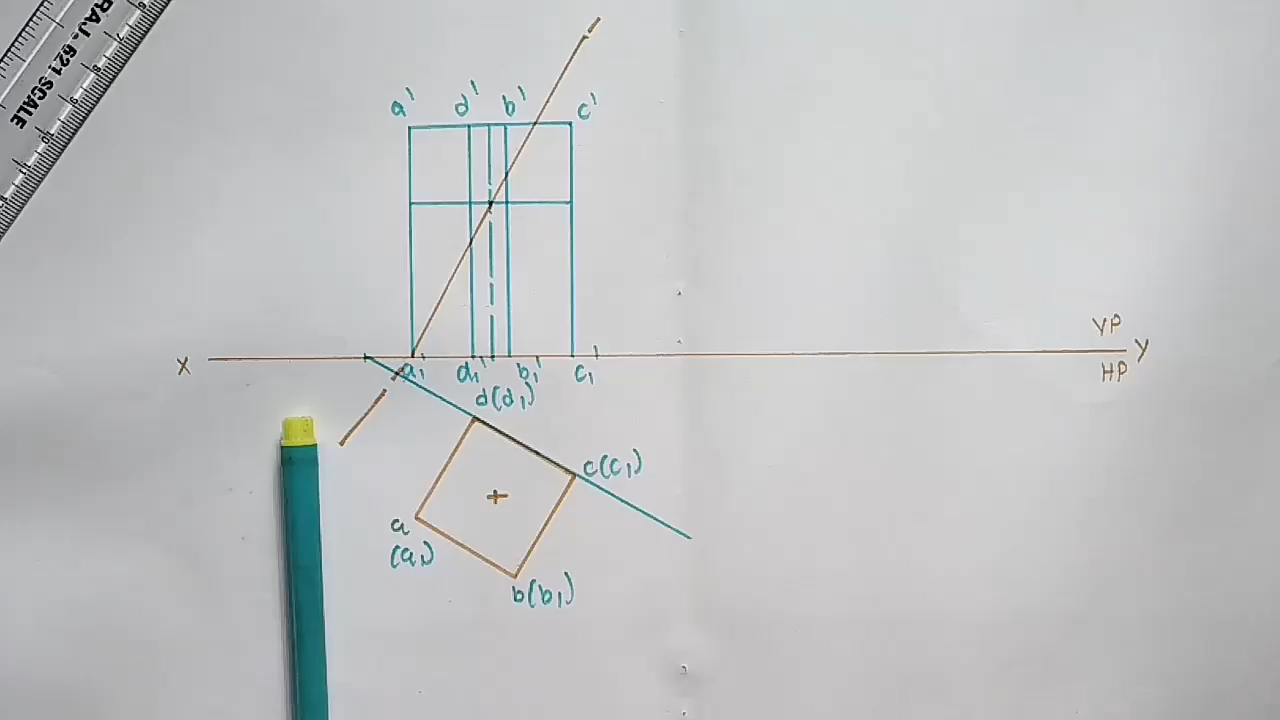 RAJ. 621 SCALE
a' d' b' c'
VP
X Y
a₁' d₁' b₁' c₁' HP
d(d₁)
c(c₁)
a
(a₁)
b(b₁)